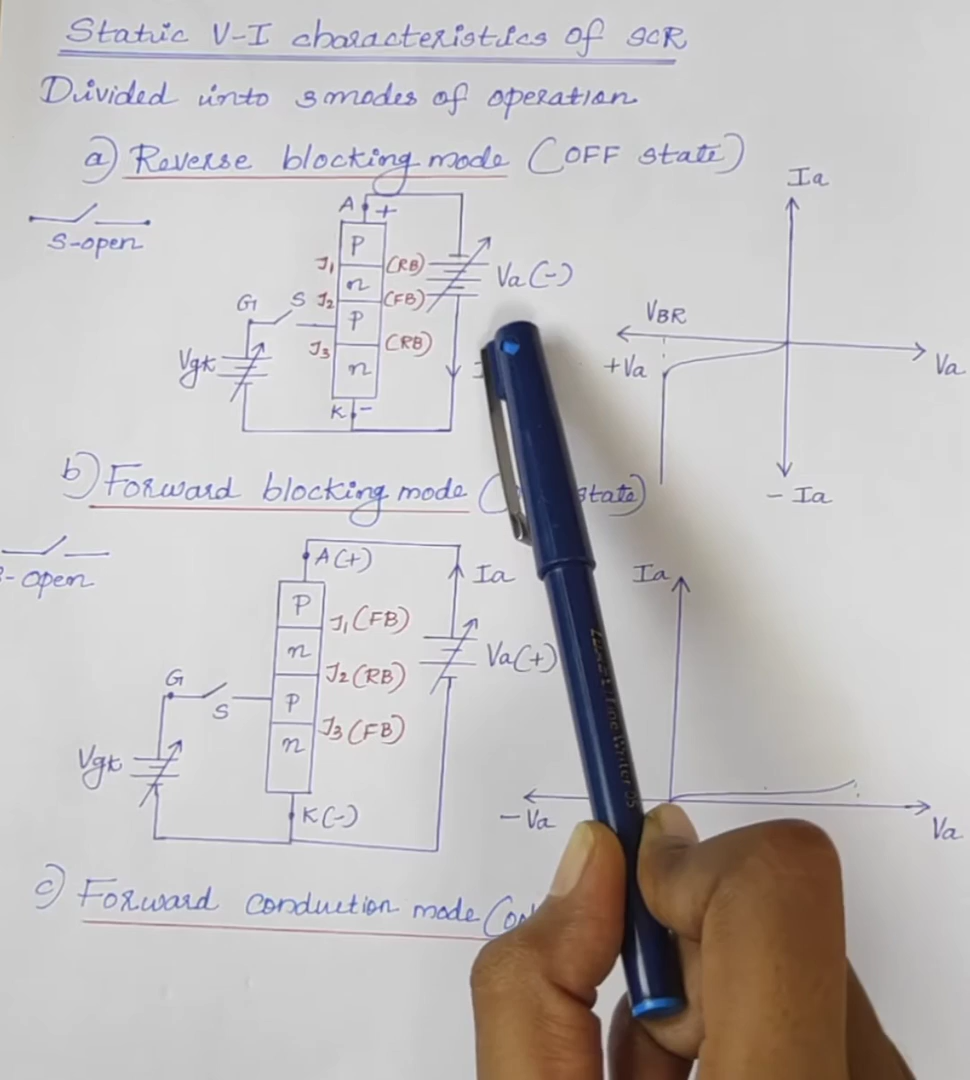 Static V-I characteristics of SCR
Divided into 3 modes of operation
a) Reverse blocking mode (OFF state)
S-open
A +
P
J1 (RB)
n
J2 (FB)
P
J3 (RB)
n
K -
G S
Vgk
Va (-)
Ia
VBR
+Va
Va
- Ia
b) Forward blocking mode ( state)
-open
A (+)
Ia
P
J1 (FB)
n
J2 (RB)
P
J3 (FB)
n
K (-)
G
S
Vgk
Va (+)
Ia
-Va
Va
c) Forward conduction mode (